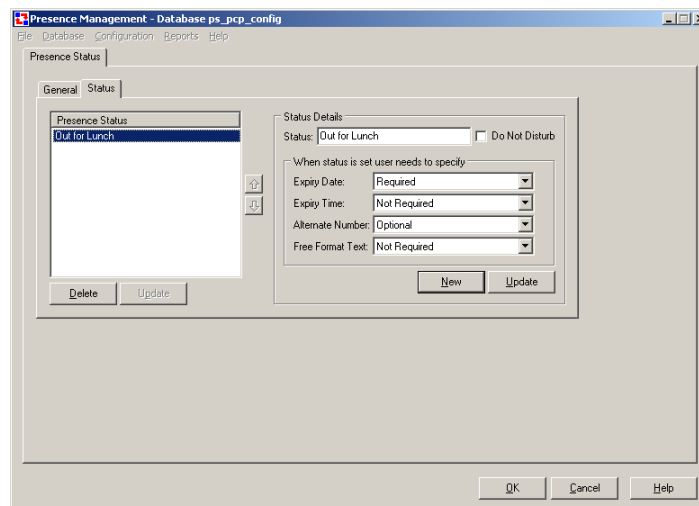 Presence Management - Database ps_pcp_config
File Database Configuration Reports Help
Presence Status
General Status
Presence Status
Out for Lunch
Delete Update
Status Details
Status: Out for Lunch Do Not Disturb
When status is set user needs to specify
Expiry Date: Required
Expiry Time: Not Required
Alternate Number: Optional
Free Format Text: Not Required
New Update
OK Cancel Help